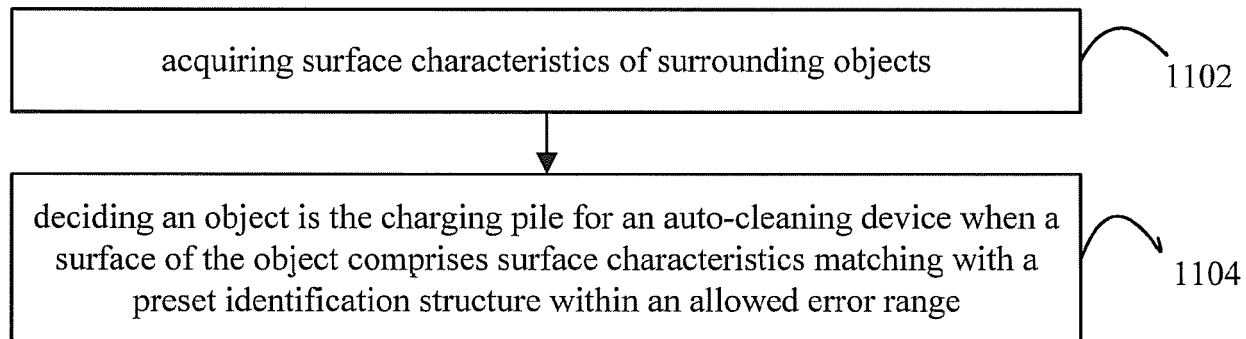 acquiring surface characteristics of surrounding objects
1102
deciding an object is the charging pile for an auto-cleaning device when a
surface of the object comprises surface characteristics matching with a
preset identification structure within an allowed error range
1104